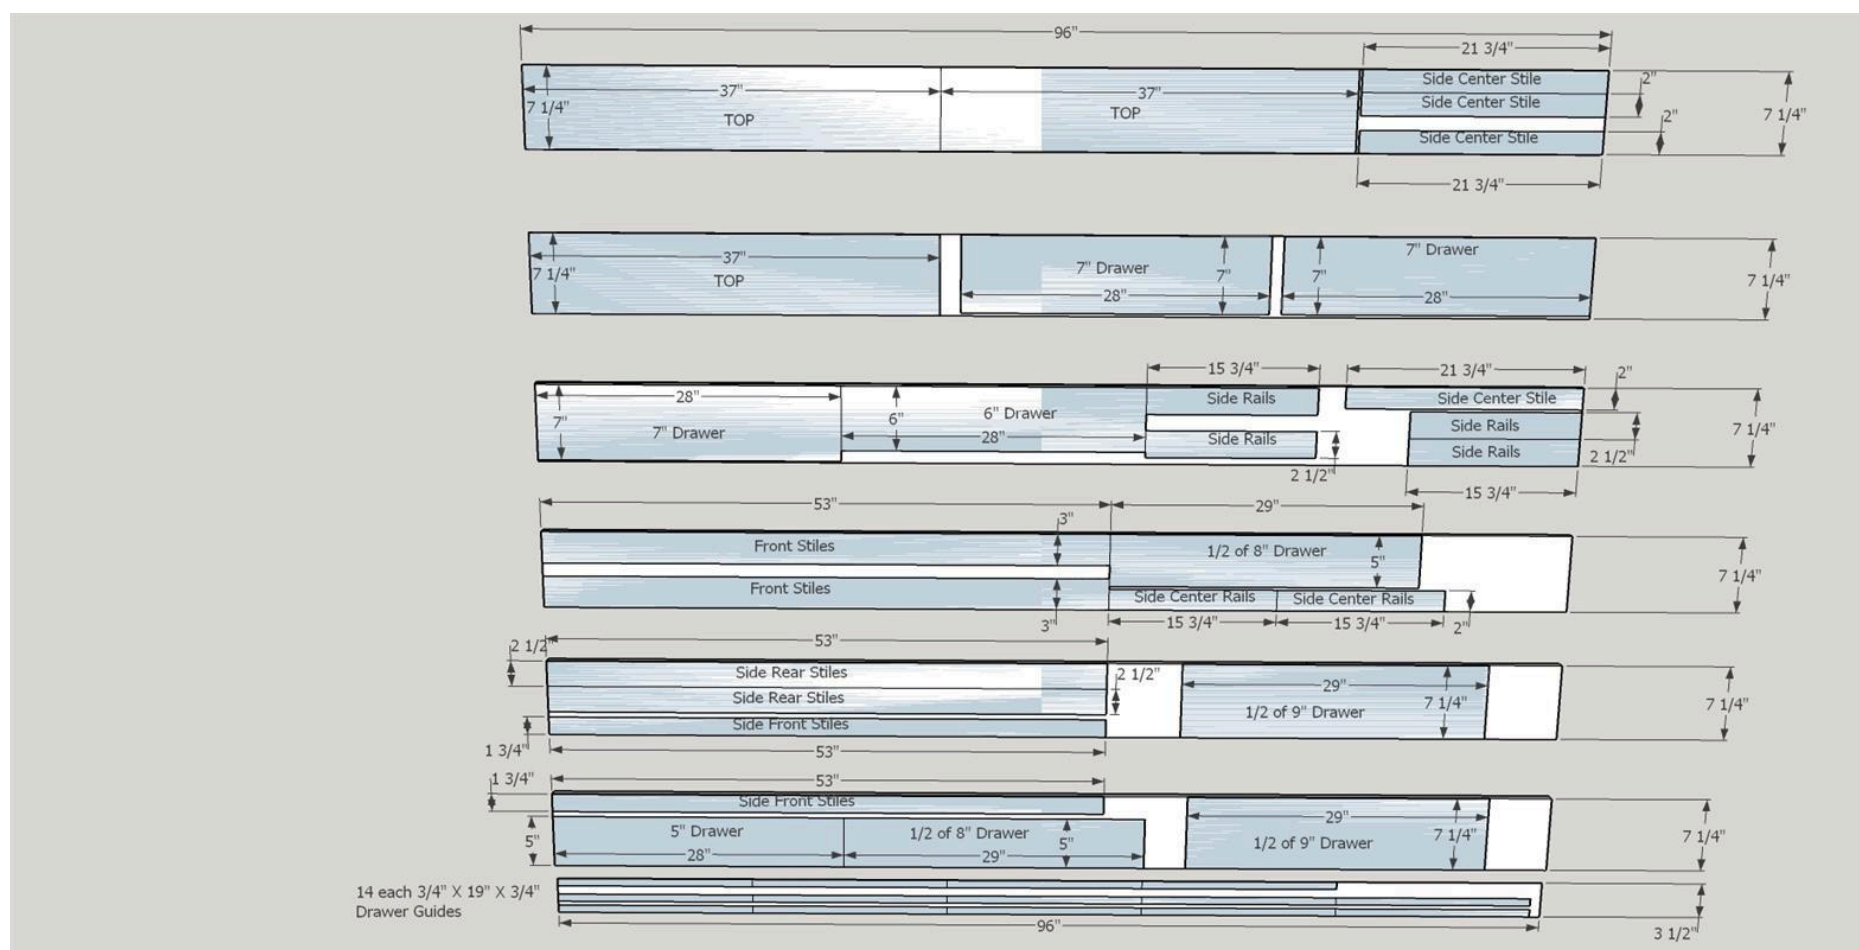 96"
21 3/4"
Side Center Stile
2"
37"
37"
7 1/4"
TOP
TOP
Side Center Stile
2"
7 1/4"
Side Center Stile
21 3/4"
7" Drawer
37"
7" Drawer
7 1/4"
TOP
7"
7"
7 1/4"
28"
28"
15 3/4"
21 3/4"
2"
28"
Side Rails
Side Center Stile
7"
6"
6" Drawer
Side Rails
7" Drawer
28"
Side Rails
7 1/4"
Side Rails
2 1/2"
2 1/2"
15 3/4"
53"
29"
3"
Front Stiles
1/2 of 8" Drawer
5"
7 1/4"
Front Stiles
Side Center Rails
Side Center Rails
3"
15 3/4"
15 3/4"
2"
53"
2 1/2"
Side Rear Stiles
2 1/2"
29"
Side Rear Stiles
7 1/4"
7 1/4"
1/2 of 9" Drawer
Side Front Stiles
1 3/4"
53"
53"
1 3/4"
Side Front Stiles
29"
5" Drawer
1/2 of 8" Drawer
5"
5"
7 1/4"
7 1/4"
1/2 of 9" Drawer
28"
29"
14 each 3/4" X 19" X 3/4"
Drawer Guides
96"
3 1/2"